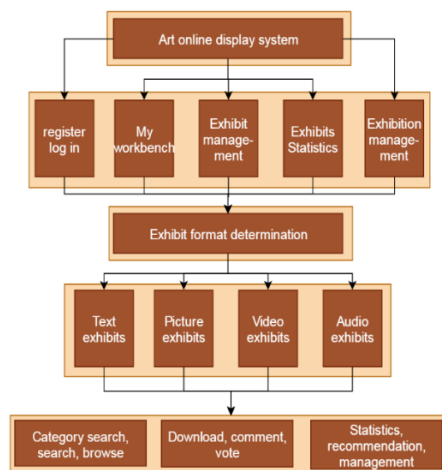 Art online display system
register
log in
My
workbench
Exhibit
manage-
ment
Exhibits
Statistics
Exhibition
manage-
ment
Exhibit format determination
Text
exhibits
Picture
exhibits
Video
exhibits
Audio
exhibits
Category search,
search, browse
Download, comment,
vote
Statistics,
recommendation,
management